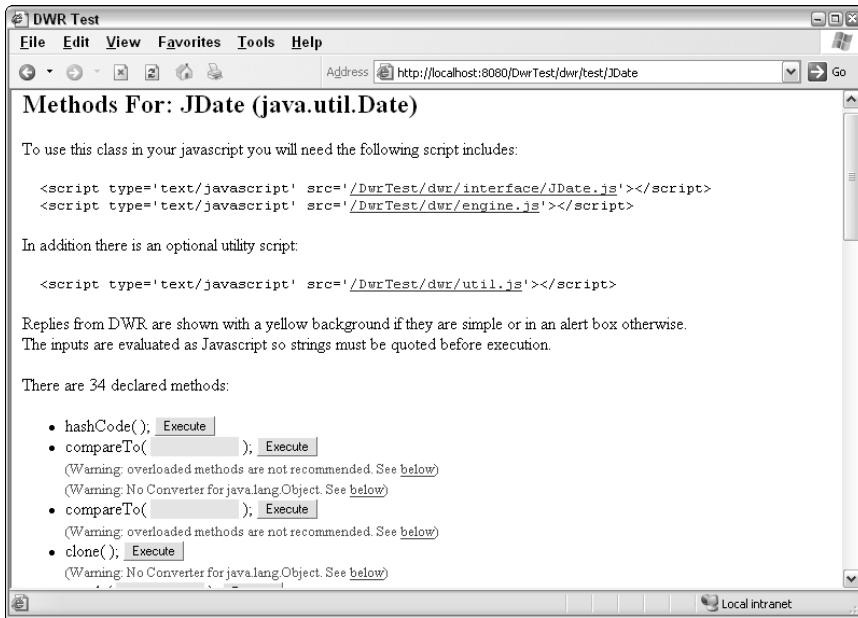 DWR Test
File Edit View Favorites Tools Help
Address http://localhost:8080/DwrTest/dwr/test/JDate Go
Methods For: JDate (java.util.Date)
To use this class in your javascript you will need the following script includes:
<script type='text/javascript' src='/DwrTest/dwr/interface/JDate.js'></script>
<script type='text/javascript' src='/DwrTest/dwr/engine.js'></script>
In addition there is an optional utility script:
<script type='text/javascript' src='/DwrTest/dwr/util.js'></script>
Replies from DWR are shown with a yellow background if they are simple or in an alert box otherwise.
The inputs are evaluated as Javascript so strings must be quoted before execution.
There are 34 declared methods:
• hashCode( ); Execute
• compareTo( ); Execute
(Warning: overloaded methods are not recommended. See below)
(Warning: No Converter for java.lang.Object. See below)
• compareTo( ); Execute
(Warning: overloaded methods are not recommended. See below)
• clone( ); Execute
(Warning: No Converter for java.lang.Object. See below)
Local intranet